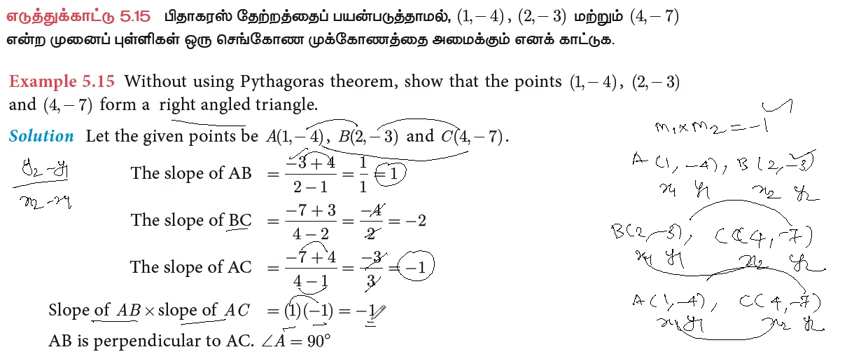 எடுத்துக்காட்டு 5.15 பிதாகரஸ் தேற்றத்தைப் பயன்படுத்தாமல், (1,−4) , (2,−3) மற்றும் (4,−7)
என்ற முனைப் புள்ளிகள் ஒரு செங்கோண முக்கோணத்தை அமைக்கும் எனக் காட்டுக.
Example 5.15 Without using Pythagoras theorem, show that the points (1,−4) , (2,−3)
and (4,−7) form a right angled triangle.
Solution Let the given points be A(1,−4), B(2,−3) and C(4,−7).
The slope of AB = (−3+4)/(2−1) = 1/1 = 1
The slope of BC = (−7+3)/(4−2) = −4/2 = −2
The slope of AC = (−7+4)/(4−1) = −3/3 = −1
Slope of AB × slope of AC = (1)(−1) = −1
AB is perpendicular to AC. ∠A = 90°
y₂−y₁
x₂−x₁
m₁×m₂=−1
A(1,−4), B(2,−3)
x₁ y₁ x₂ y₂
B(2,−3), C(4,−7)
x₁ y₁ x₂ y₂
A(1,−4), C(4,−7)
x₁ y₁ x₂ y₂